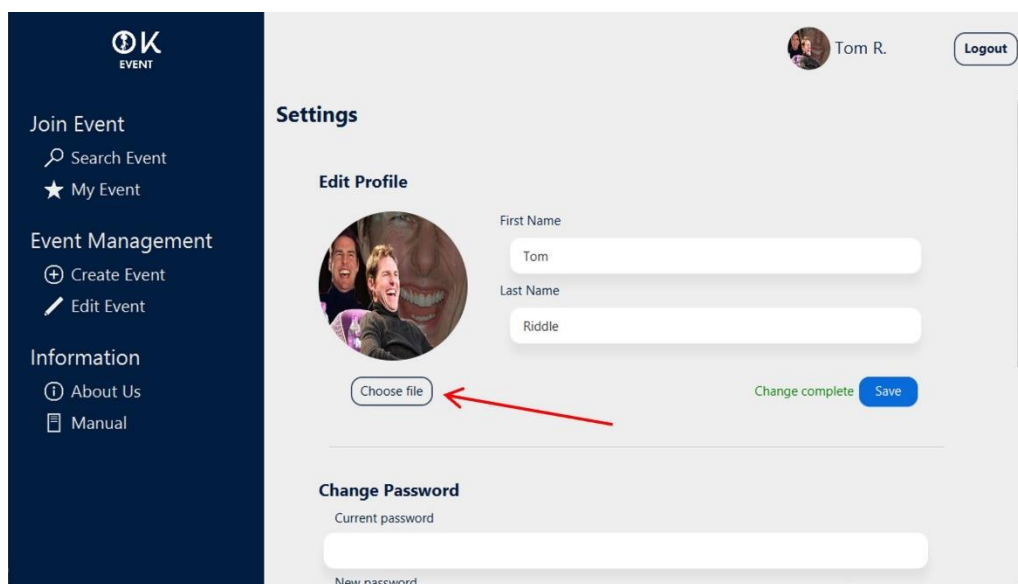 OK
EVENT
Tom R.
Logout
Join Event
Search Event
My Event
Event Management
Create Event
Edit Event
Information
About Us
Manual
Settings
Edit Profile
First Name
Tom
Last Name
Riddle
Choose file
Change complete
Save
Change Password
Current password
New password